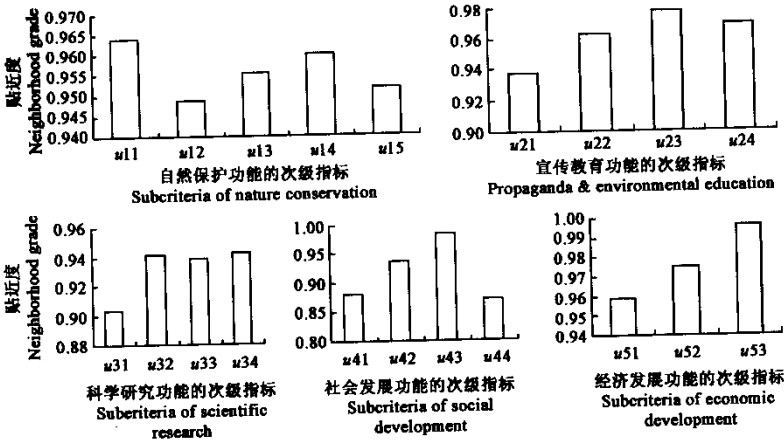 贴近度
Neighborhood grade
0.970
0.965
0.960
0.955
0.950
0.945
0.940
u11 u12 u13 u14 u15
自然保护功能的次级指标
Subcriteria of nature conservation
0.98
0.96
0.94
0.92
0.90
u21 u22 u23 u24
宣传教育功能的次级指标
Propaganda & environmental education
贴近度
Neighborhood grade
0.96
0.94
0.92
0.90
0.88
u31 u32 u33 u34
科学研究功能的次级指标
Suberiteria of scientific
research
1.00
0.95
0.90
0.85
0.80
u41 u42 u43 u44
社会发展功能的次级指标
Subcriteria of social
development
1.00
0.99
0.98
0.97
0.96
0.94
u51 u52 u53
经济发展功能的次级指标
Subcriteria of economic
development